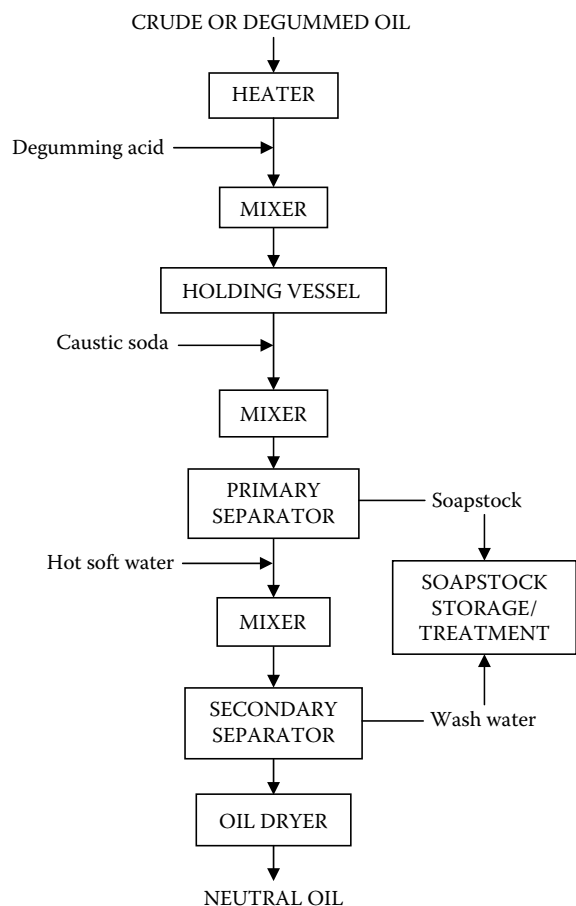 CRUDE OR DEGUMMED OIL
HEATER
Degumming acid
MIXER
HOLDING VESSEL
Caustic soda
MIXER
PRIMARY
SEPARATOR
Soapstock
Hot soft water
SOAPSTOCK
STORAGE/
TREATMENT
MIXER
SECONDARY
SEPARATOR
Wash water
OIL DRYER
NEUTRAL OIL